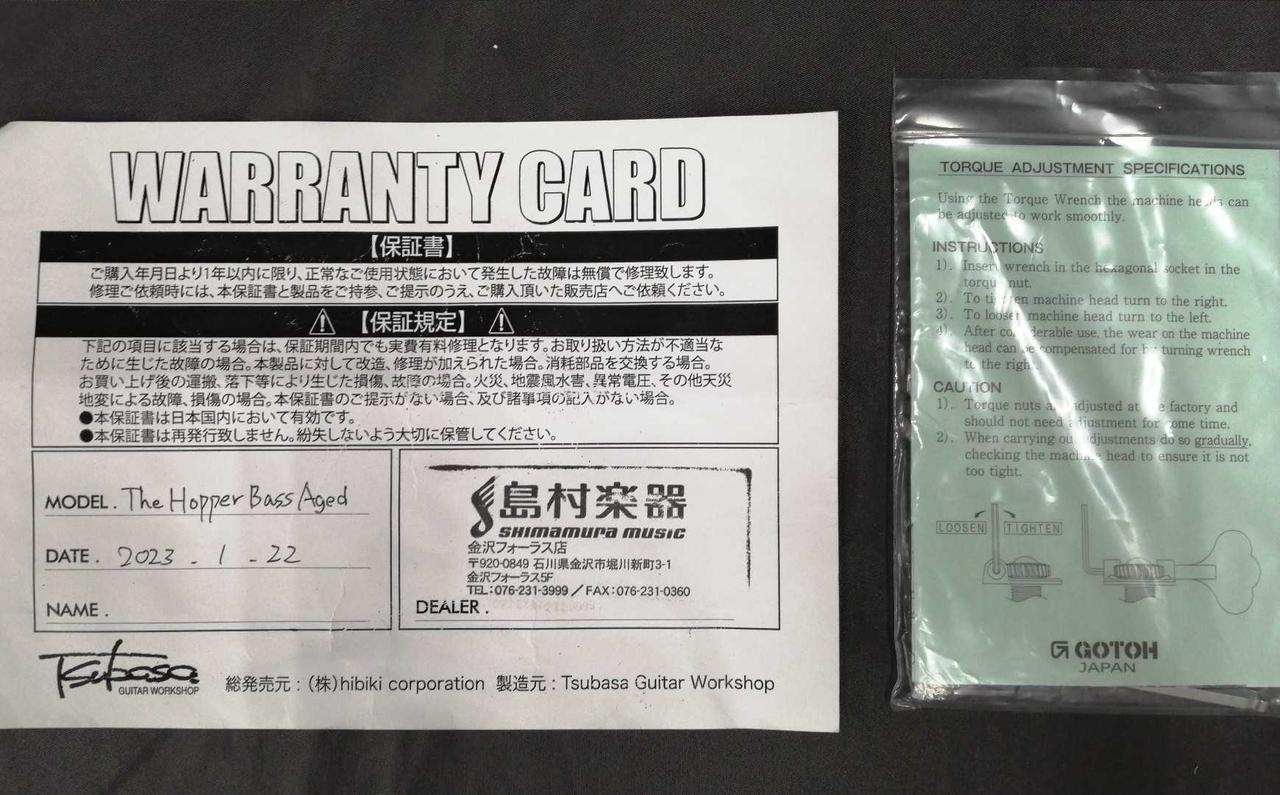 WARRANTY CARD
【保証書】
ご購入年月日より1年以内に限り、正常なご使用状態において発生した故障は無償で修理致します。
修理ご依頼時には、本保証書と製品をご持参、ご提示のうえ、ご購入頂いた販売店へご依頼ください。
【保証規定】
下記の項目に該当する場合は、保証期間内でも実費有料修理となります。お取り扱い方法が不適当な
ために生じた故障の場合。本製品に対して改造、修理が加えられた場合。消耗部品を交換する場合。
お買い上げ後の運搬、落下等により生じた損傷、故障の場合。火災、地震風水害、異常電圧、その他天災
地変による故障、損傷の場合。本保証書のご提示がない場合、及び諸事項の記入がない場合。
●本保証書は日本国内において有効です。
●本保証書は再発行致しません。紛失しないよう大切に保管してください。
MODEL. The Hopper Bass Aged
DATE. 2023 . 1 - 22
NAME.
島村楽器
SHIMAMURA MUSIC
金沢フォーラス店
〒920-0849 石川県金沢市堀川新町3-1
金沢フォーラス5F
TEL:076-231-3999/FAX:076-231-0360
DEALER.
Tsubasa
GUITAR WORKSHOP
総発売元:(株)hibiki corporation 製造元:Tsubasa Guitar Workshop
TORQUE ADJUSTMENT SPECIFICATIONS
Using the Torque Wrench the machine heads can
be adjusted to work smoothly.
INSTRUCTIONS
1). Insert wrench in the hexagonal socket in the
torque nut.
2). To tighten machine head turn to the right.
3). To loosen machine head turn to the left.
4). After considerable use, the wear on the machine
head can be compensated for by turning wrench
to the right.
CAUTION
1). Torque nuts are adjusted at the factory and
should not need adjustment for some time.
2). When carrying out adjustments do so gradually,
checking the machine head to ensure it is not
too tight.
LOOSEN TIGHTEN
GOTOH
JAPAN